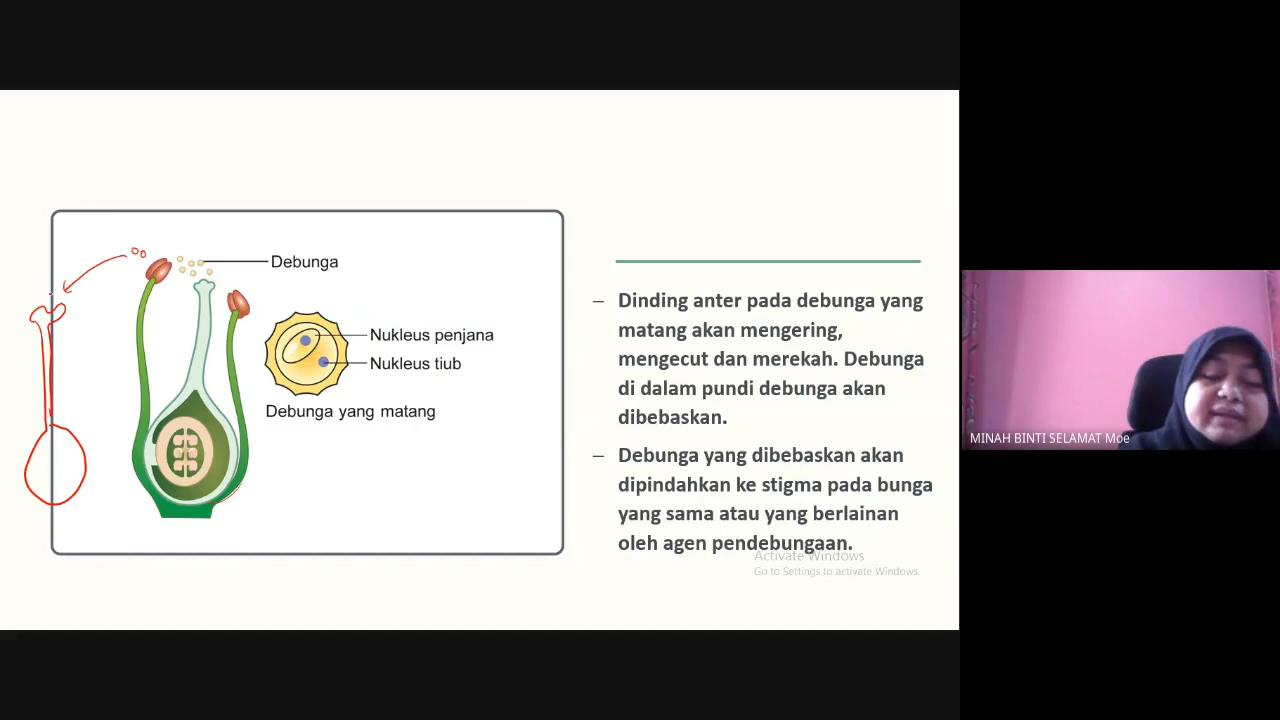 Debunga
Nukleus penjana
Nukleus tiub
Debunga yang matang
– Dinding anter pada debunga yang
matang akan mengering,
mengecut dan merekah. Debunga
di dalam pundi debunga akan
dibebaskan.
– Debunga yang dibebaskan akan
dipindahkan ke stigma pada bunga
yang sama atau yang berlainan
oleh agen pendebungaan.
Activate Windows
Go to Settings to activate Windows.
MINAH BINTI SELAMAT Moe